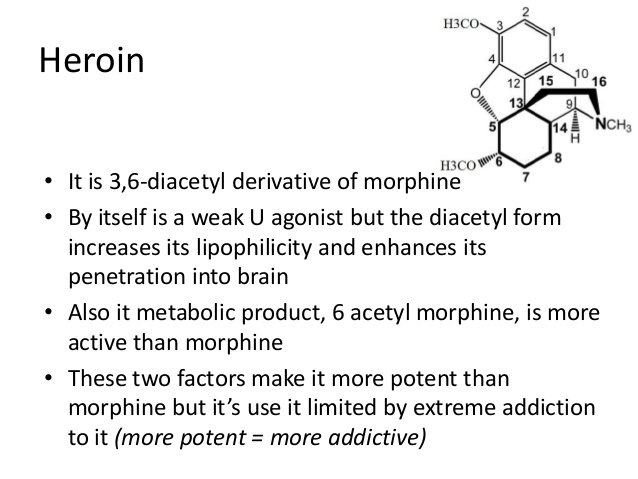 Heroin
H3CO
2
3
1
4
11
12
10
15
16
O
13
9
5
14
NCH3
H
H3CO
6
8
7
• It is 3,6-diacetyl derivative of morphine
• By itself is a weak U agonist but the diacetyl form
increases its lipophilicity and enhances its
penetration into brain
• Also it metabolic product, 6 acetyl morphine, is more
active than morphine
• These two factors make it more potent than
morphine but it’s use it limited by extreme addiction
to it (more potent = more addictive)